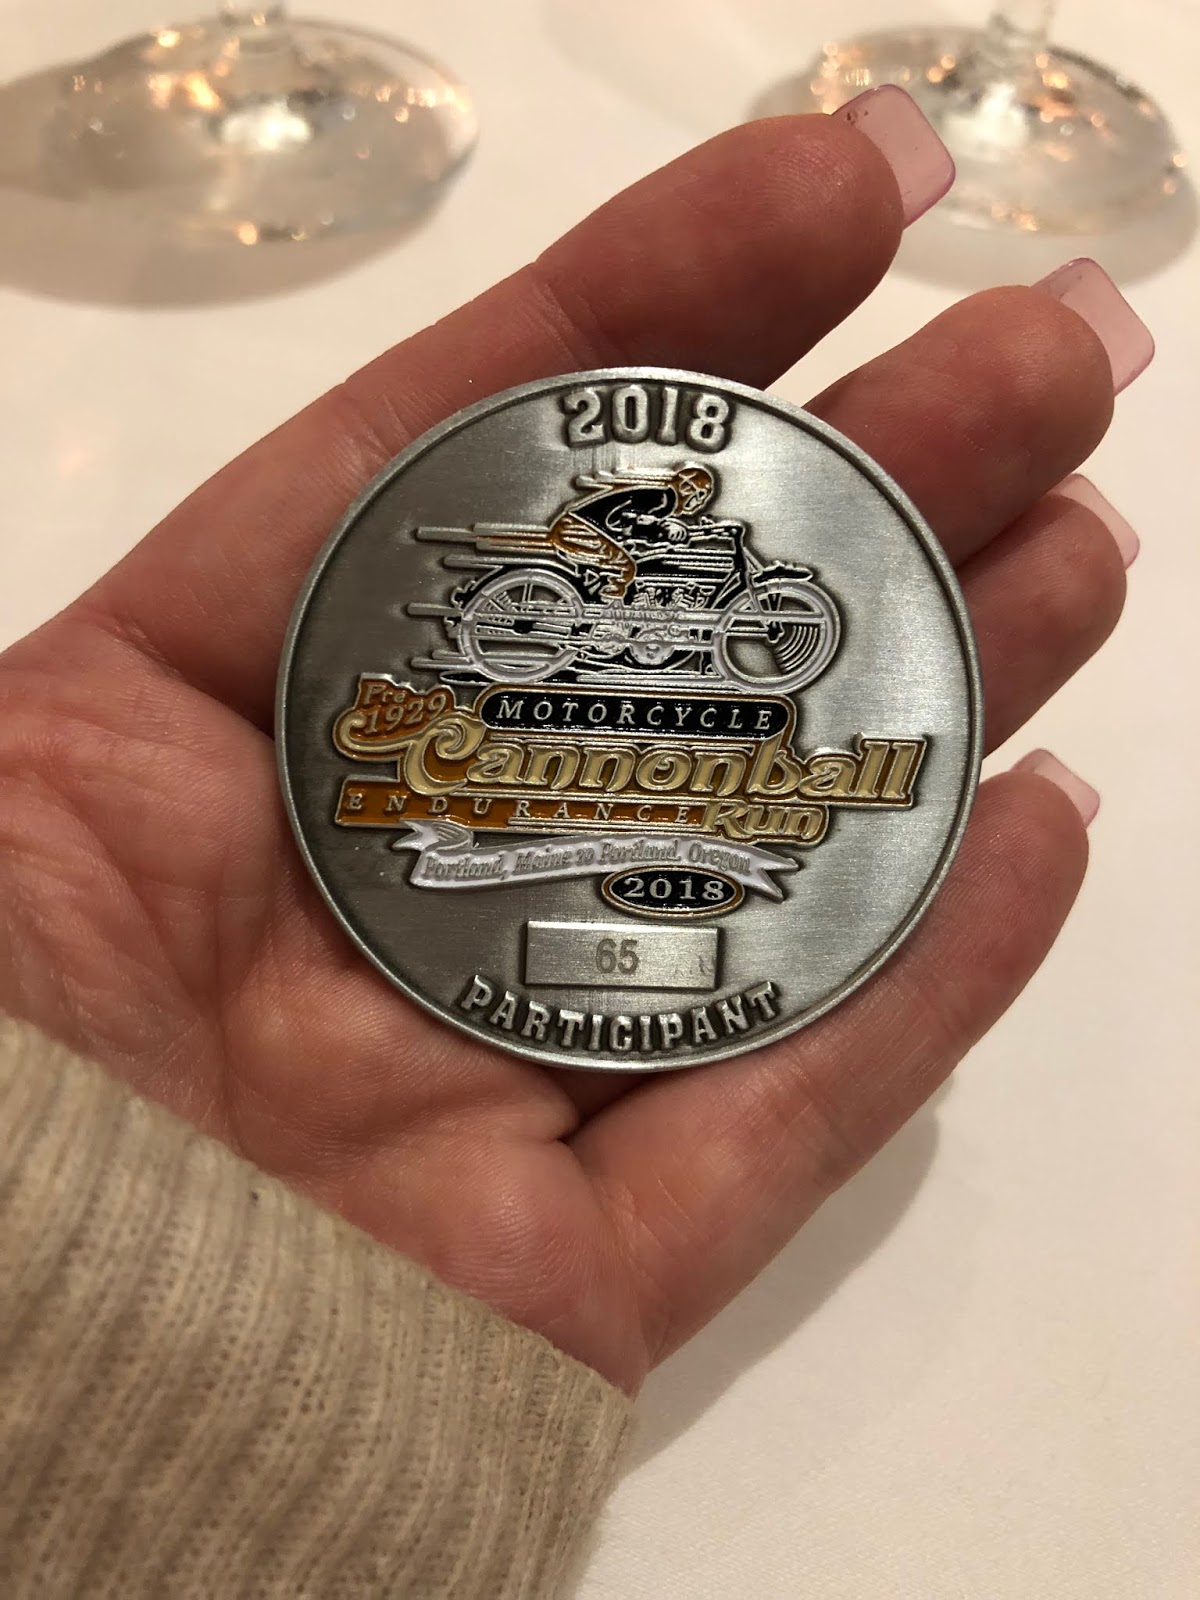 2018
Pre
1929
MOTORCYCLE
Cannonball
ENDURANCE Run
Portland, Maine to Portland, Oregon
2018
65
PARTICIPANT